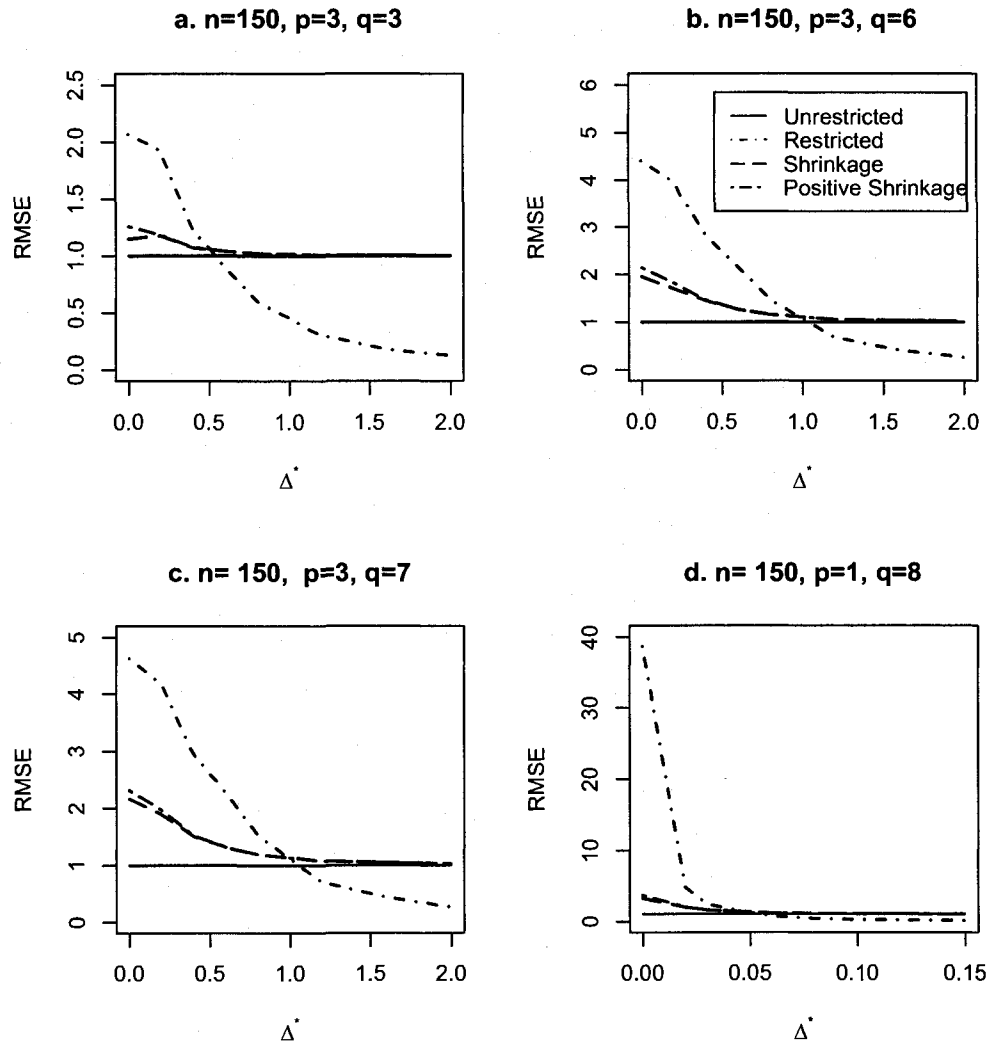 a. n=150, p=3, q=3
RMSE
2.5
2.0
1.5
1.0
0.5
0.0
0.0 0.5 1.0 1.5 2.0
Δ*
b. n=150, p=3, q=6
RMSE
6
5
4
3
2
1
0
Unrestricted
Restricted
Shrinkage
Positive Shrinkage
0.0 0.5 1.0 1.5 2.0
Δ*
c. n= 150, p=3, q=7
RMSE
5
4
3
2
1
0
0.0 0.5 1.0 1.5 2.0
Δ*
d. n= 150, p=1, q=8
RMSE
40
30
20
10
0
0.00 0.05 0.10 0.15
Δ*